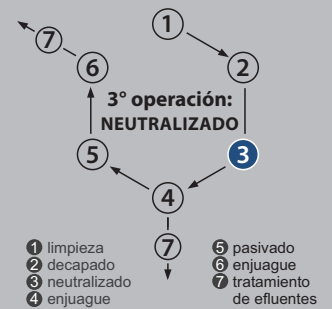 1
7
6
2
3° operación:
NEUTRALIZADO
5
3
4
7
1 limpieza
2 decapado
3 neutralizado
4 enjuague
5 pasivado
6 enjuague
7 tratamiento
de efluentes